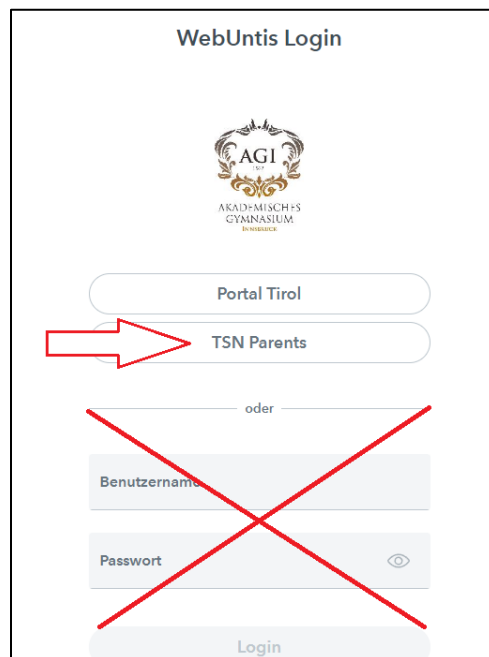 WebUntis Login
AGI
AKADEMISCHES
GYMNASIUM
INNSBRUCK
Portal Tirol
TSN Parents
oder
Benutzername
Passwort
Login